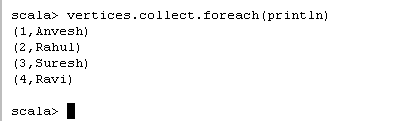 scala> vertices.collect.foreach(println)
(1,Anvesh)
(2,Rahul)
(3,Suresh)
(4,Ravi)
scala>